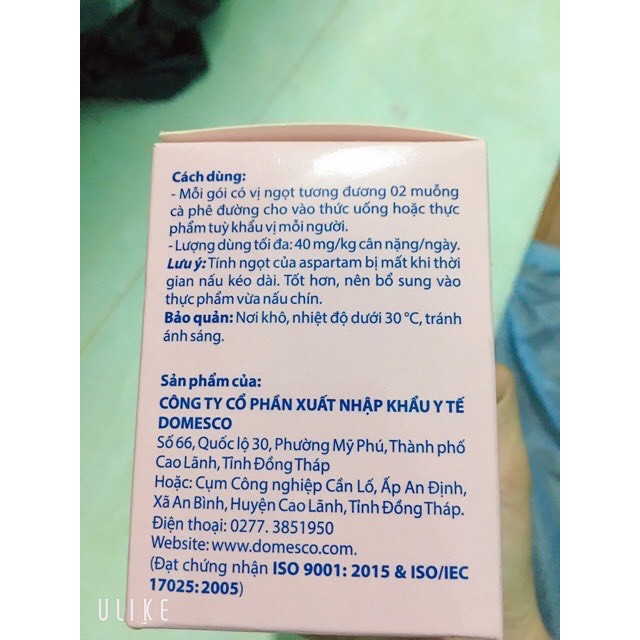 Cách dùng:
- Mỗi gói có vị ngọt tương đương 02 muỗng
cà phê đường cho vào thức uống hoặc thực
phẩm tuỳ khẩu vị mỗi người.
- Lượng dùng tối đa: 40 mg/kg cân nặng/ngày.
Lưu ý: Tính ngọt của aspartam bị mất khi thời
gian nấu kéo dài. Tốt hơn, nên bổ sung vào
thực phẩm vừa nấu chín.
Bảo quản: Nơi khô, nhiệt độ dưới 30 °C, tránh
ánh sáng.
Sản phẩm của:
CÔNG TY CỔ PHẦN XUẤT NHẬP KHẨU Y TẾ
DOMESCO
Số 66, Quốc lộ 30, Phường Mỹ Phú, Thành phố
Cao Lãnh, Tỉnh Đồng Tháp
Hoặc: Cụm Công nghiệp Cần Lố, Ấp An Định,
Xã An Bình, Huyện Cao Lãnh, Tỉnh Đồng Tháp.
Điện thoại: 0277. 3851950
Website: www.domesco.com.
(Đạt chứng nhận ISO 9001: 2015 & ISO/IEC
17025: 2005)
ULIKE